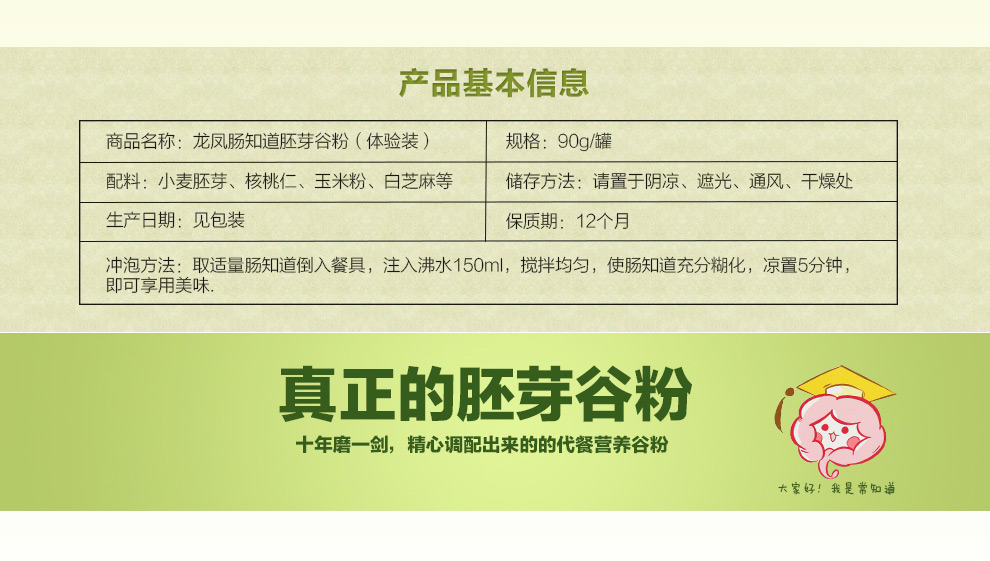 产品基本信息
商品名称：龙凤肠知道胚芽谷粉（体验装）
规格：90g/罐
配料：小麦胚芽、核桃仁、玉米粉、白芝麻等
储存方法：请置于阴凉、遮光、通风、干燥处
生产日期：见包装
保质期：12个月
冲泡方法：取适量肠知道倒入餐具，注入沸水150ml，搅拌均匀，使肠知道充分糊化，凉置5分钟，
即可享用美味.
真正的胚芽谷粉
十年磨一剑，精心调配出来的的代餐营养谷粉
大家好！我是常知道